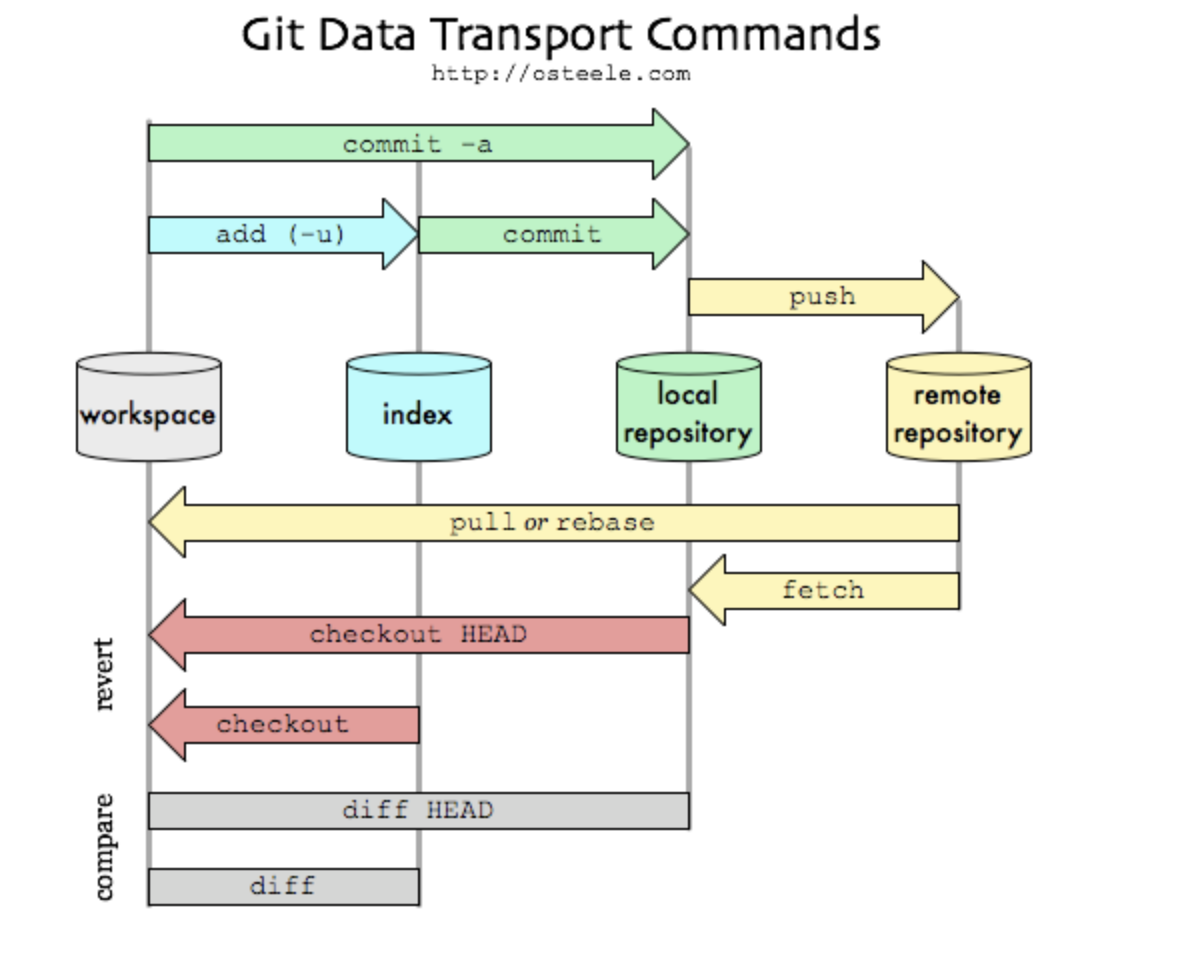 Git Data Transport Commands
http://osteele.com
commit -a
add (-u)
commit
push
workspace
index
local
repository
remote
repository
pull or rebase
fetch
revert
checkout HEAD
checkout
compare
diff HEAD
diff